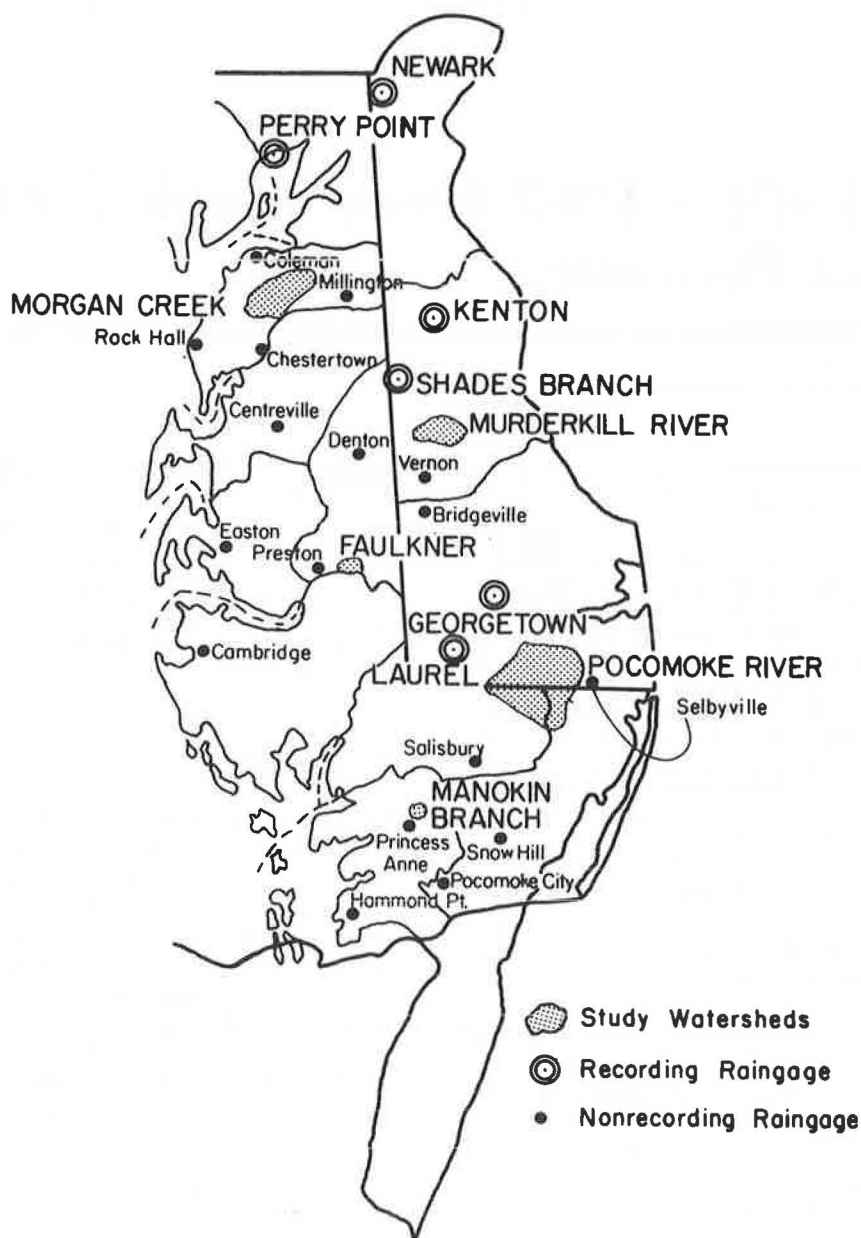 NEWARK
PERRY POINT
Coleman
Millington
MORGAN CREEK
KENTON
Rock Hall
Chestertown
SHADES BRANCH
Centreville
MURDERKILL RIVER
Denton
Vernon
Bridgeville
Easton
FAULKNER
Preston
GEORGETOWN
Cambridge
LAUREL
POCOMOKE RIVER
Selbyville
Salisbury
MANOKIN
BRANCH
Princess
Anne
Snow Hill
Pocomoke City
Hammond Pt.
Study Watersheds
Recording Raingage
Nonrecording Raingage